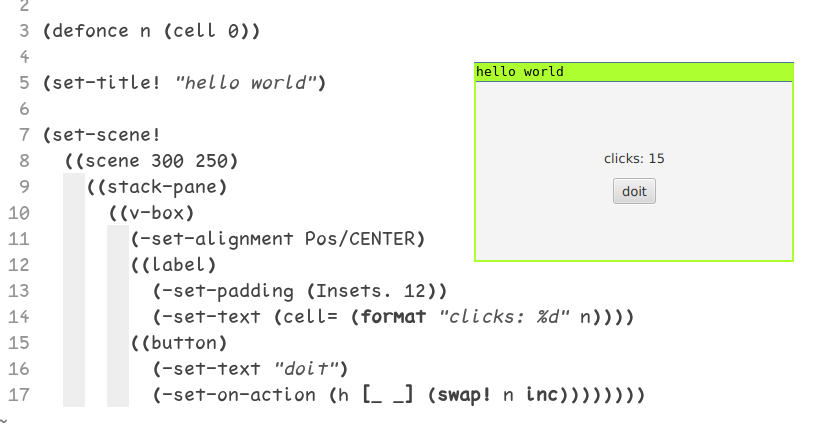 2
3 (defonce n (cell 0))
4
5 (set-title! "hello world")
6
7 (set-scene!
8   ((scene 300 250)
9     ((stack-pane)
10       ((v-box)
11         (-set-alignment Pos/CENTER)
12         ((label)
13           (-set-padding (Insets. 12))
14           (-set-text (cell= (format "clicks: %d" n))))
15         ((button)
16           (-set-text "doit")
17           (-set-on-action (h [_ _] (swap! n inc))))))))
~
hello world
clicks: 15
doit